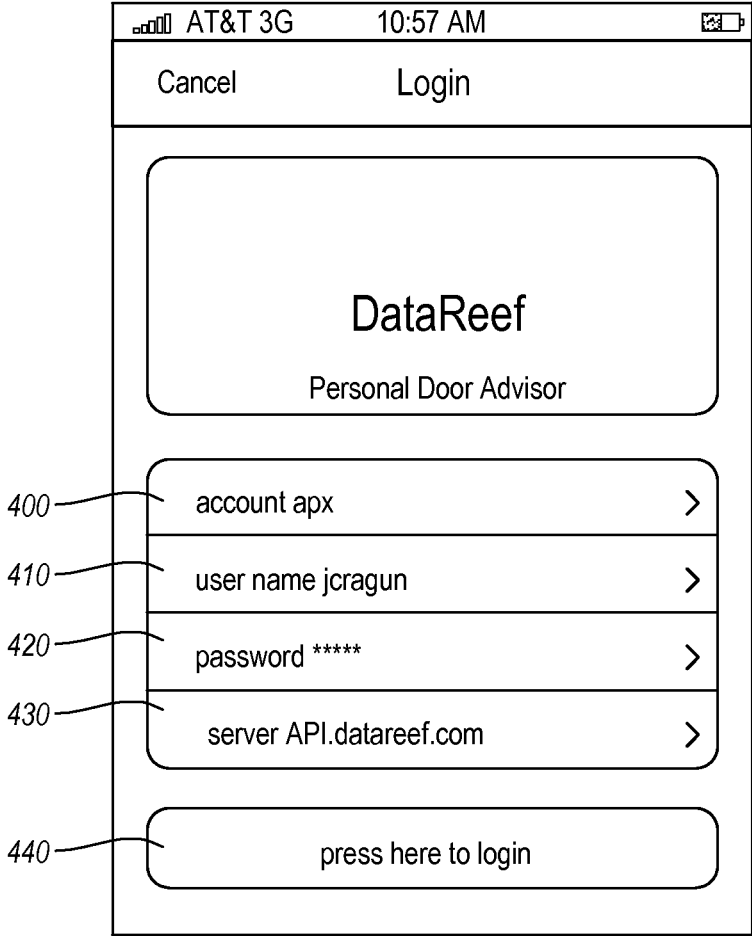 AT&T 3G 10:57 AM
Cancel Login
DataReef
Personal Door Advisor
400 account apx
410 user name jcragun
420 password *****
430 server API.datareef.com
440 press here to login